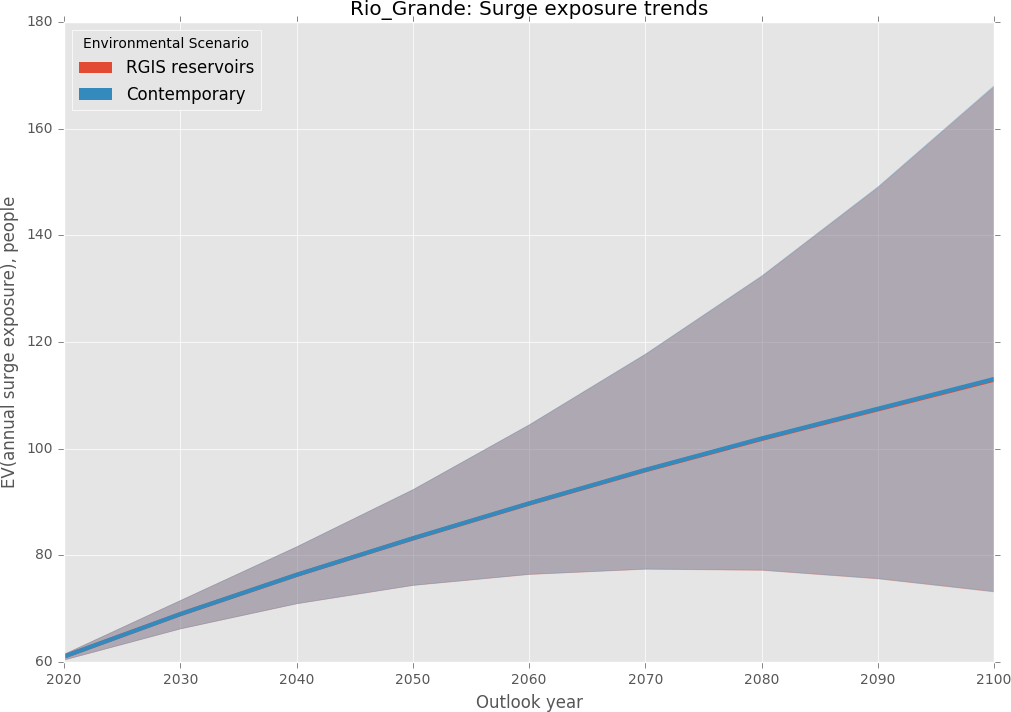 Rio_Grande: Surge exposure trends
180
160
140
120
100
80
60
EV(annual surge exposure), people
Environmental Scenario
RGIS reservoirs
Contemporary
2020 2030 2040 2050 2060 2070 2080 2090 2100
Outlook year